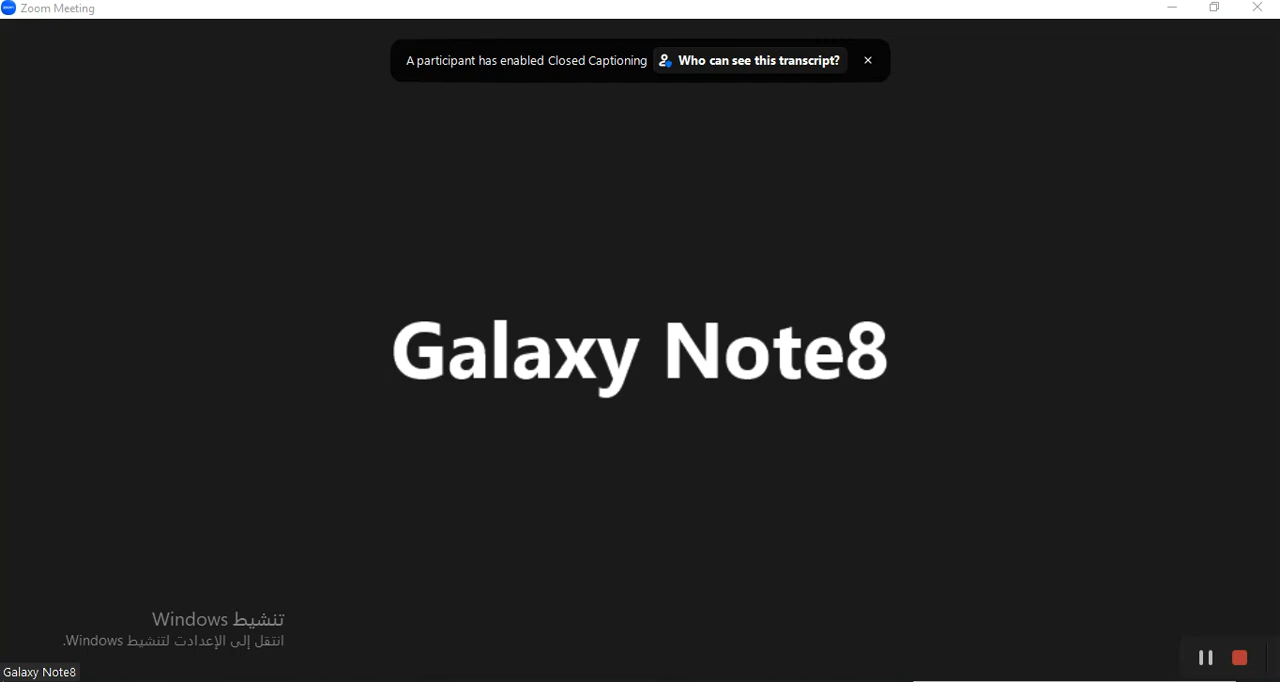 Zoom Meeting
A participant has enabled Closed Captioning Who can see this transcript?
Galaxy Note8
تنشيط Windows
انتقل إلى الإعدادت لتنشيط Windows.
Galaxy Note8